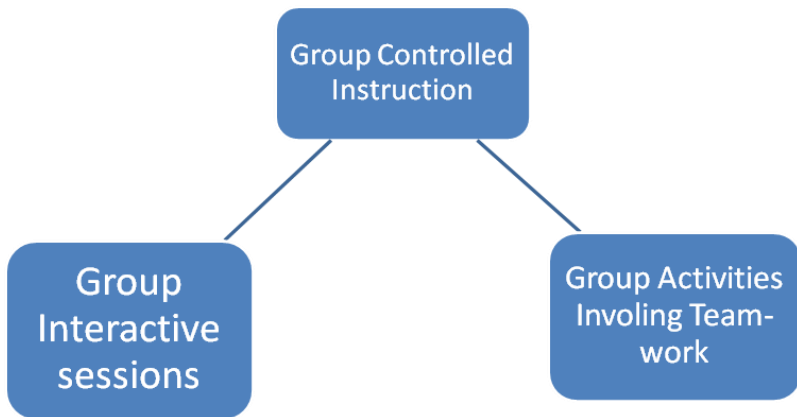 Group Controlled
Instruction
Group
Interactive
sessions
Group Activities
Involing Team-
work